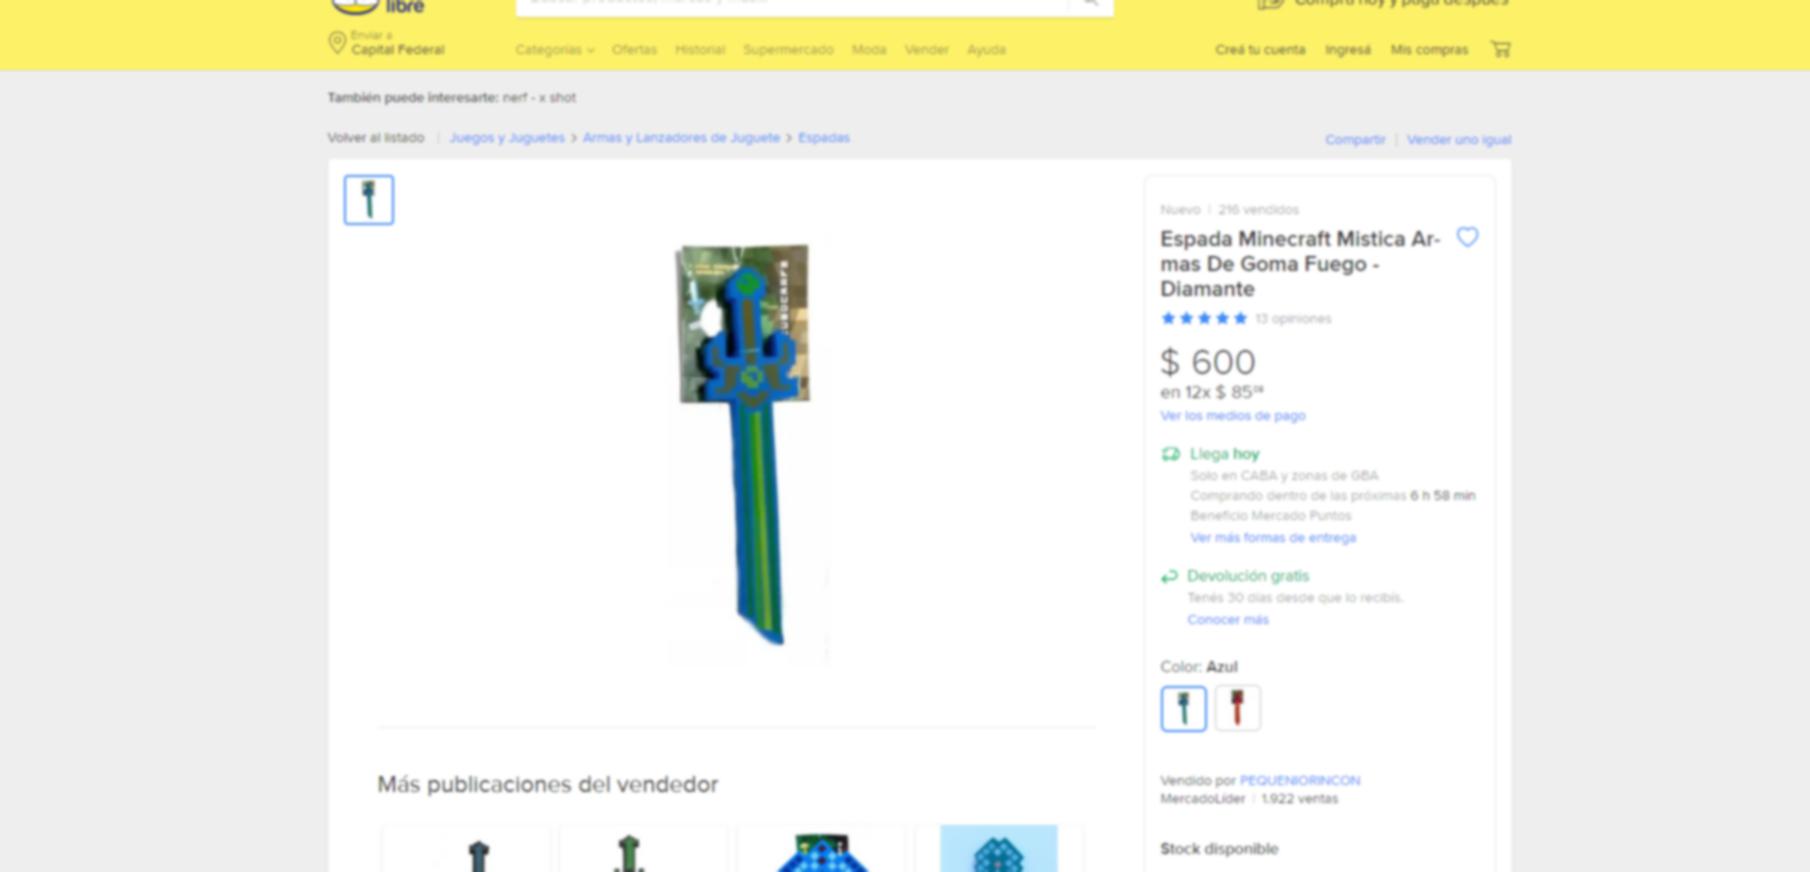 libre
Compra hoy y paga después
Enviar a
Capital Federal
Categorías Ofertas Historial Supermercado Moda Vender Ayuda
Creá tu cuenta Ingresá Mis compras
También puede interesarte: nerf - x shot
Volver al listado | Juegos y Juguetes > Armas y Lanzadores de Juguete > Espadas
Compartir | Vender uno igual
Nuevo | 216 vendidos
Espada Minecraft Mistica Ar-
mas De Goma Fuego -
Diamante
13 opiniones
$ 600
en 12x $ 85
Ver los medios de pago
Llega hoy
Solo en CABA y zonas de GBA
Comprando dentro de las próximas 6 h 58 min
Beneficio Mercado Puntos
Ver más formas de entrega
Devolución gratis
Tenés 30 días desde que lo recibís.
Conocer más
Color: Azul
Vendido por PEQUENIORINCON
MercadoLíder | 1.922 ventas
Stock disponible
Más publicaciones del vendedor